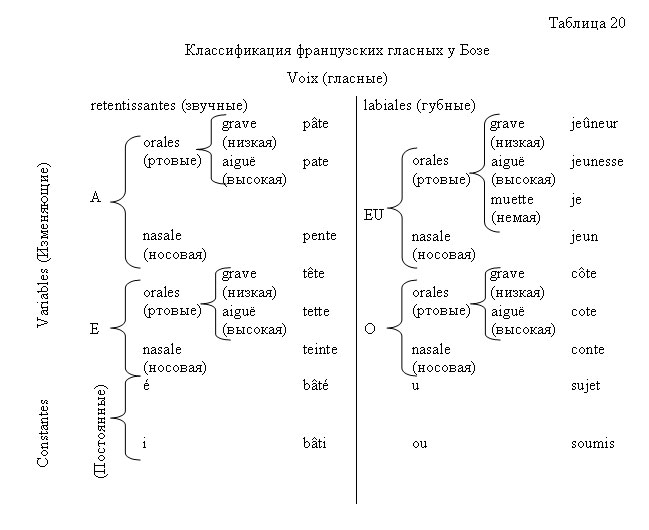 Таблица 20
Классификация французских гласных у Бозе
Voix (гласные)
retentissantes (звучные)
Variables (Изменяющие)
A
orales
(ртовые)
grave
(низкая)
pâte
aiguë
(высокая)
pate
nasale
(носовая)
pente
E
orales
(ртовые)
grave
(низкая)
tête
aiguë
(высокая)
tette
nasale
(носовая)
teinte
Constantes
(Постоянные)
é
bâté
i
bâti
labiales (губные)
EU
orales
(ртовые)
grave
(низкая)
jeûneur
aiguë
(высокая)
jeunesse
muette
(немая)
je
nasale
(носовая)
jeun
O
orales
(ртовые)
grave
(низкая)
côte
aiguë
(высокая)
cote
nasale
(носовая)
conte
u
sujet
ou
soumis